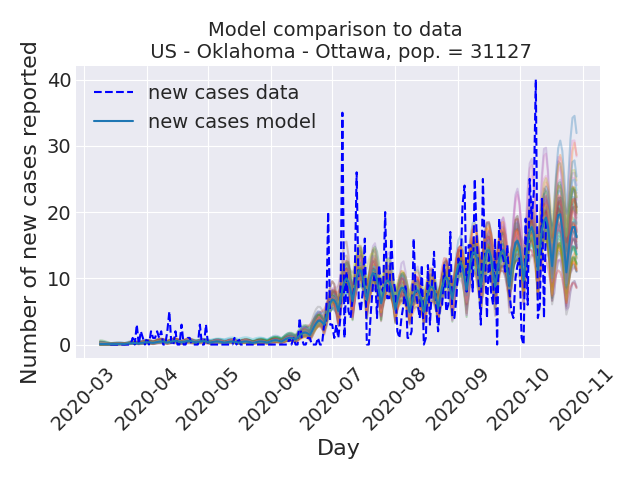 Model comparison to data
US - Oklahoma - Ottawa, pop. = 31127
Number of new cases reported
40
30
20
10
0
new cases data
new cases model
2020-03
2020-04
2020-05
2020-06
2020-07
2020-08
2020-09
2020-10
2020-11
Day